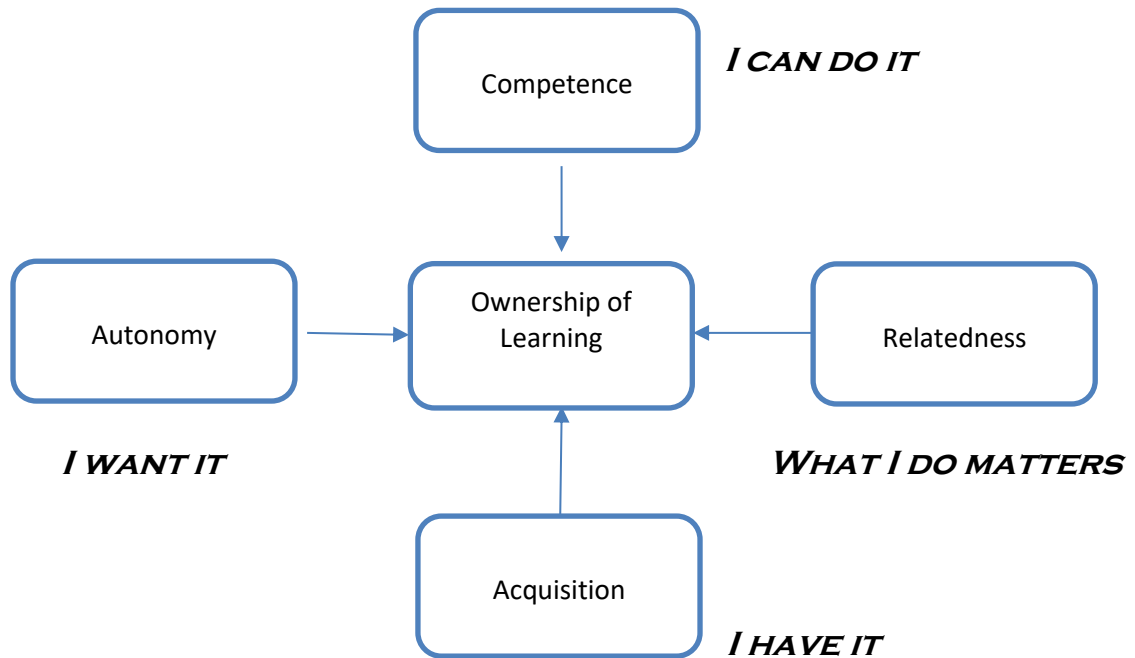 I CAN DO IT
Competence
Ownership of
Learning
Autonomy
Relatedness
I WANT IT
WHAT I DO MATTERS
Acquisition
I HAVE IT